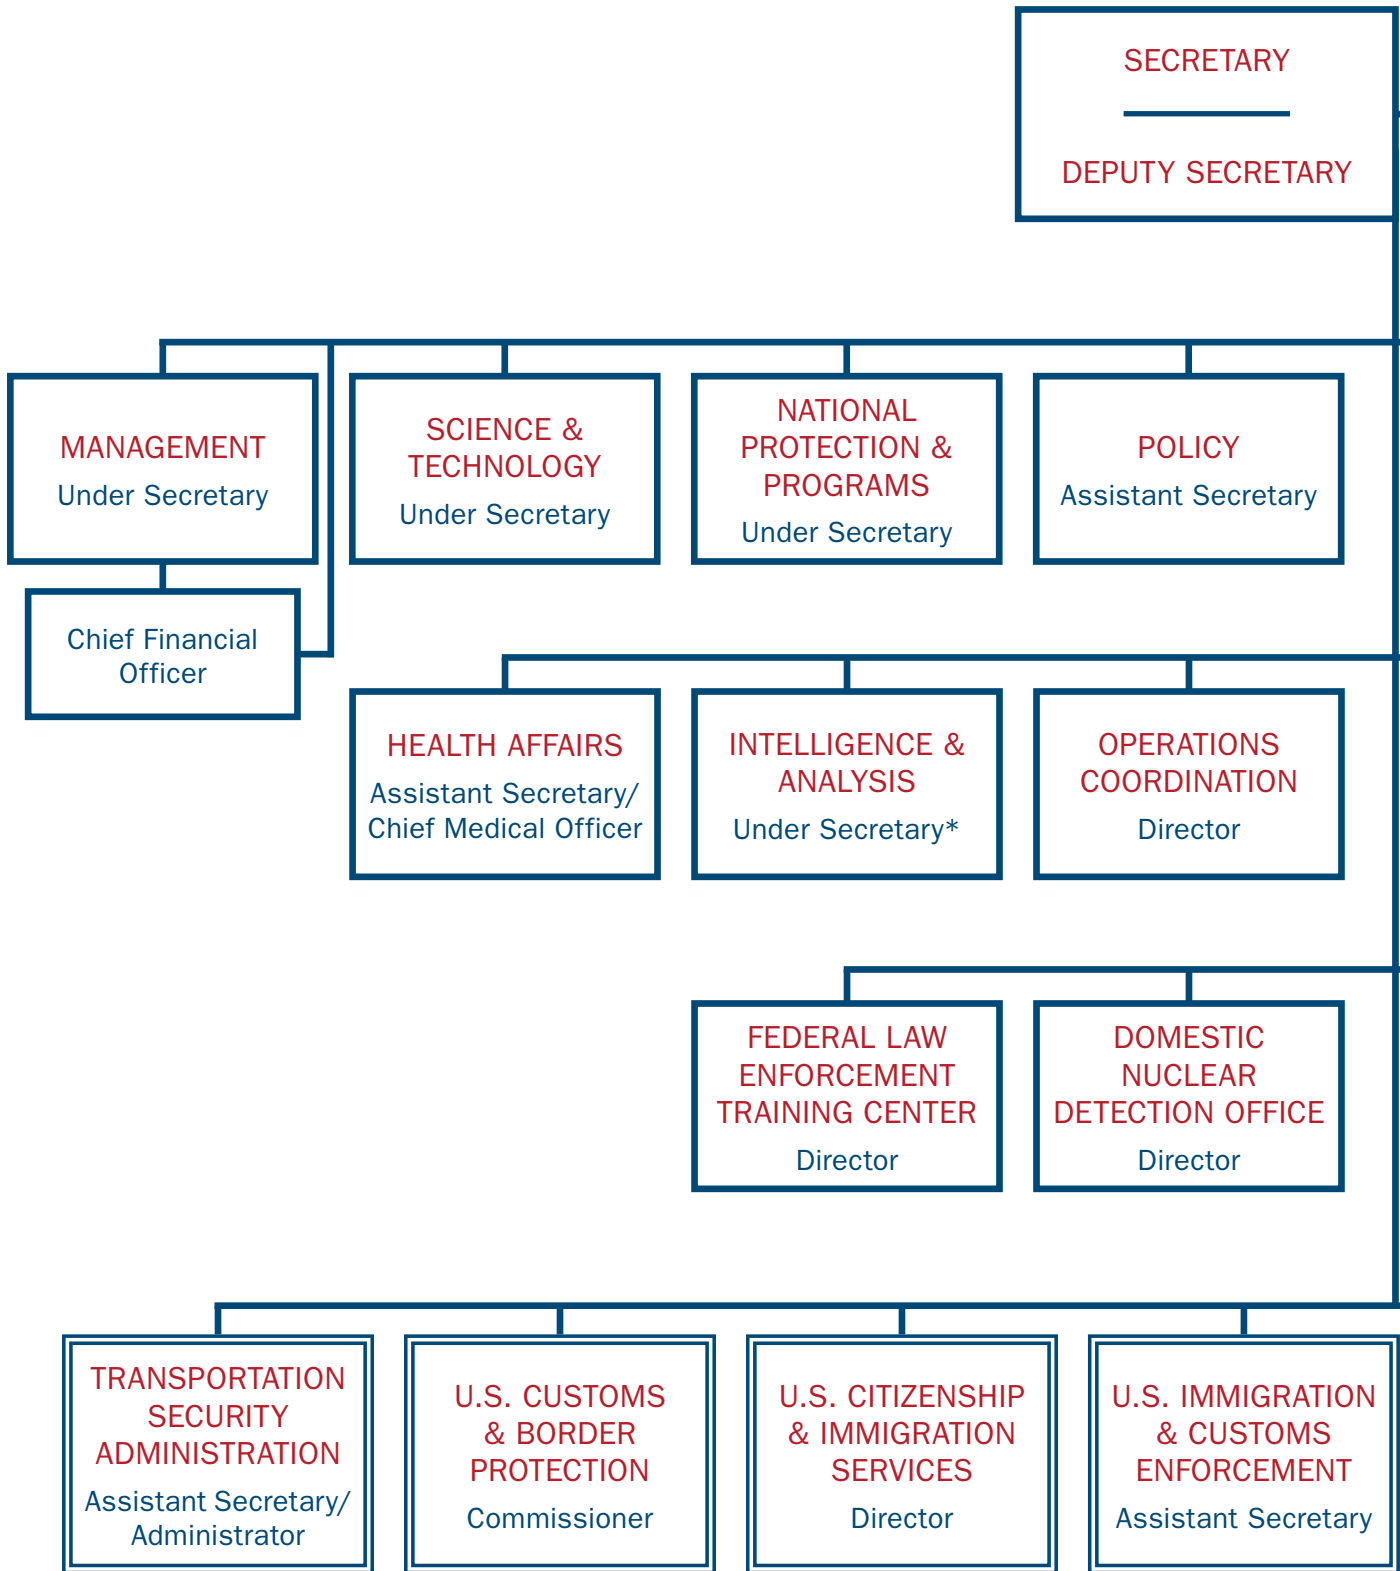 SECRETARY
DEPUTY SECRETARY
MANAGEMENT
Under Secretary
SCIENCE &
TECHNOLOGY
Under Secretary
NATIONAL
PROTECTION &
PROGRAMS
Under Secretary
POLICY
Assistant Secretary
Chief Financial
Officer
HEALTH AFFAIRS
Assistant Secretary/
Chief Medical Officer
INTELLIGENCE &
ANALYSIS
Under Secretary*
OPERATIONS
COORDINATION
Director
FEDERAL LAW
ENFORCEMENT
TRAINING CENTER
Director
DOMESTIC
NUCLEAR
DETECTION OFFICE
Director
TRANSPORTATION
SECURITY
ADMINISTRATION
Assistant Secretary/
Administrator
U.S. CUSTOMS
& BORDER
PROTECTION
Commissioner
U.S. CITIZENSHIP
& IMMIGRATION
SERVICES
Director
U.S. IMMIGRATION
& CUSTOMS
ENFORCEMENT
Assistant Secretary